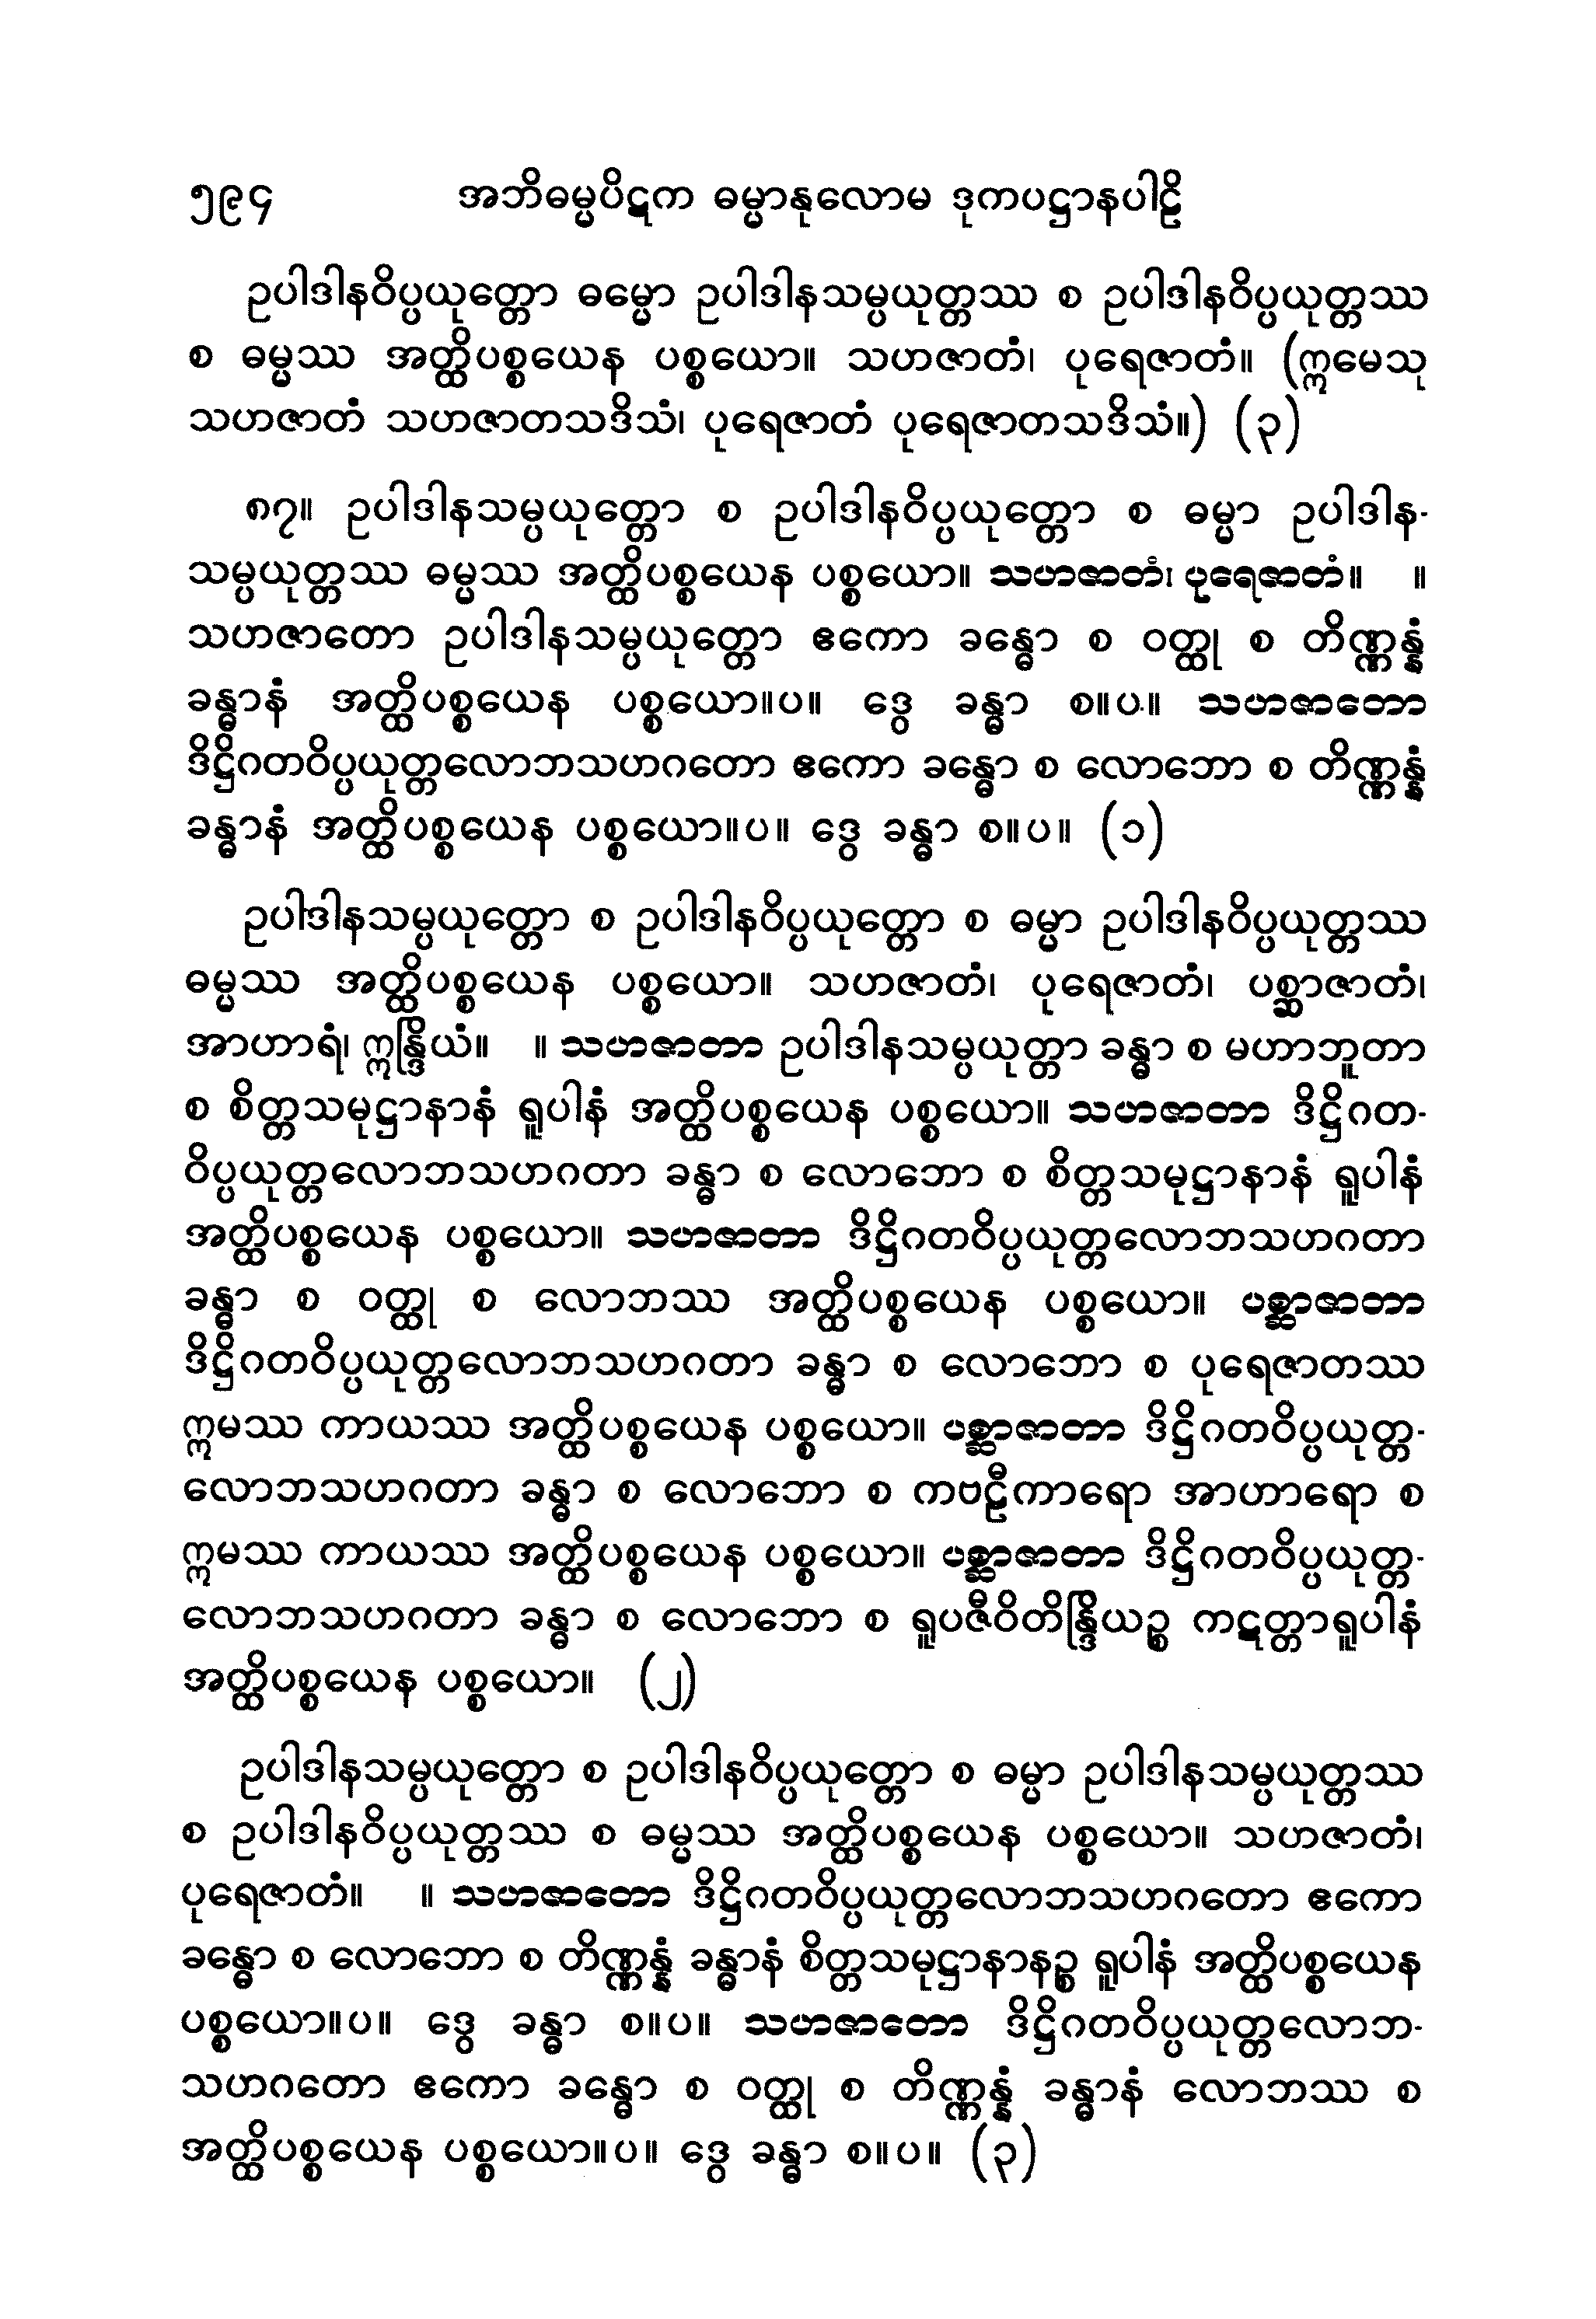 ၅၉၄ အဘိဓမ္မပိဋက ဓမ္မာနုလောမ ဒုကပဋ္ဌာနပါဠိ
ဥပါဒါနဝိပ္ပယုတ္တော ဓမ္မော ဥပါဒါနသမ္ပယုတ္တဿ စ ဥပါဒါနဝိပ္ပယုတ္တဿ
စ ဓမ္မဿ အတ္ထိပစ္စယေန ပစ္စယော။ သဟဇာတံ၊ ပုရေဇာတံ။ (ဣမေသု
သဟဇာတံ သဟဇာတသဒိသံ၊ ပုရေဇာတံ ပုရေဇာတသဒိသံ။) (၃)
၈၇။ ဥပါဒါနသမ္ပယုတ္တော စ ဥပါဒါနဝိပ္ပယုတ္တော စ ဓမ္မာ ဥပါဒါန-
သမ္ပယုတ္တဿ ဓမ္မဿ အတ္ထိပစ္စယေန ပစ္စယော။ သဟဇာတံ၊ ပုရေဇာတံ။ ။
သဟဇာတော ဥပါဒါနသမ္ပယုတ္တော ဧကော ခန္ဓော စ ဝတ္ထု စ တိဏ္ဏန္နံ
ခန္ဓာနံ အတ္ထိပစ္စယေန ပစ္စယော။ပ။ ဒွေ ခန္ဓာ စ။ပ။ သဟဇာတော
ဒိဋ္ဌိဂတဝိပ္ပယုတ္တလောဘသဟဂတော ဧကော ခန္ဓော စ လောဘော စ တိဏ္ဏန္နံ
ခန္ဓာနံ အတ္ထိပစ္စယေန ပစ္စယော။ပ။ ဒွေ ခန္ဓာ စ။ပ။ (၁)
ဥပါဒါနသမ္ပယုတ္တော စ ဥပါဒါနဝိပ္ပယုတ္တော စ ဓမ္မာ ဥပါဒါနဝိပ္ပယုတ္တဿ
ဓမ္မဿ အတ္ထိပစ္စယေန ပစ္စယော။ သဟဇာတံ၊ ပုရေဇာတံ၊ ပစ္ဆာဇာတံ၊
အာဟာရံ၊ ဣန္ဒြိယံ။ ။ သဟဇာတာ ဥပါဒါနသမ္ပယုတ္တာ ခန္ဓာ စ မဟာဘူတာ
စ စိတ္တသမုဋ္ဌာနာနံ ရူပါနံ အတ္ထိပစ္စယေန ပစ္စယော။ သဟဇာတာ ဒိဋ္ဌိဂတ-
ဝိပ္ပယုတ္တလောဘသဟဂတာ ခန္ဓာ စ လောဘော စ စိတ္တသမုဋ္ဌာနာနံ ရူပါနံ
အတ္ထိပစ္စယေန ပစ္စယော။ သဟဇာတာ ဒိဋ္ဌိဂတဝိပ္ပယုတ္တလောဘသဟဂတာ
ခန္ဓာ စ ဝတ္ထု စ လောဘဿ အတ္ထိပစ္စယေန ပစ္စယော။ ပစ္ဆာဇာတာ
ဒိဋ္ဌိဂတဝိပ္ပယုတ္တလောဘသဟဂတာ ခန္ဓာ စ လောဘော စ ပုရေဇာတဿ
ဣမဿ ကာယဿ အတ္ထိပစ္စယေန ပစ္စယော။ ပစ္ဆာဇာတာ ဒိဋ္ဌိဂတဝိပ္ပယုတ္တ-
လောဘသဟဂတာ ခန္ဓာ စ လောဘော စ ကဗဠီကာရော အာဟာရော စ
ဣမဿ ကာယဿ အတ္ထိပစ္စယေန ပစ္စယော။ ပစ္ဆာဇာတာ ဒိဋ္ဌိဂတဝိပ္ပယုတ္တ-
လောဘသဟဂတာ ခန္ဓာ စ လောဘော စ ရူပဇီဝိတိန္ဒြိယဉ္စ ကဋတ္တာရူပါနံ
အတ္ထိပစ္စယေန ပစ္စယော။ (၂)
ဥပါဒါနသမ္ပယုတ္တော စ ဥပါဒါနဝိပ္ပယုတ္တော စ ဓမ္မာ ဥပါဒါနသမ္ပယုတ္တဿ
စ ဥပါဒါနဝိပ္ပယုတ္တဿ စ ဓမ္မဿ အတ္ထိပစ္စယေန ပစ္စယော။ သဟဇာတံ၊
ပုရေဇာတံ။ ။ သဟဇာတော ဒိဋ္ဌိဂတဝိပ္ပယုတ္တလောဘသဟဂတော ဧကော
ခန္ဓော စ လောဘော စ တိဏ္ဏန္နံ ခန္ဓာနံ စိတ္တသမုဋ္ဌာနာနဉ္စ ရူပါနံ အတ္ထိပစ္စယေန
ပစ္စယော။ပ။ ဒွေ ခန္ဓာ စ။ပ။ သဟဇာတော ဒိဋ္ဌိဂတဝိပ္ပယုတ္တလောဘ-
သဟဂတော ဧကော ခန္ဓော စ ဝတ္ထု စ တိဏ္ဏန္နံ ခန္ဓာနံ လောဘဿ စ
အတ္ထိပစ္စယေန ပစ္စယော။ပ။ ဒွေ ခန္ဓာ စ။ပ။ (၃)